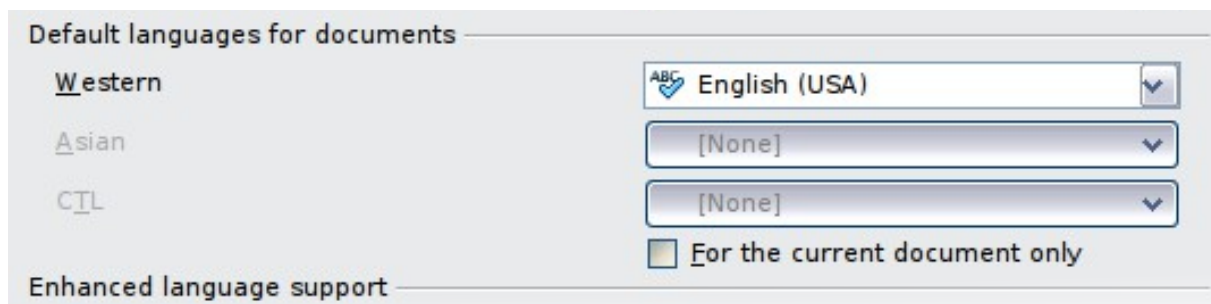 Default languages for documents
Western
ABC English (USA)
Asian
[None]
CTL
[None]
For the current document only
Enhanced language support